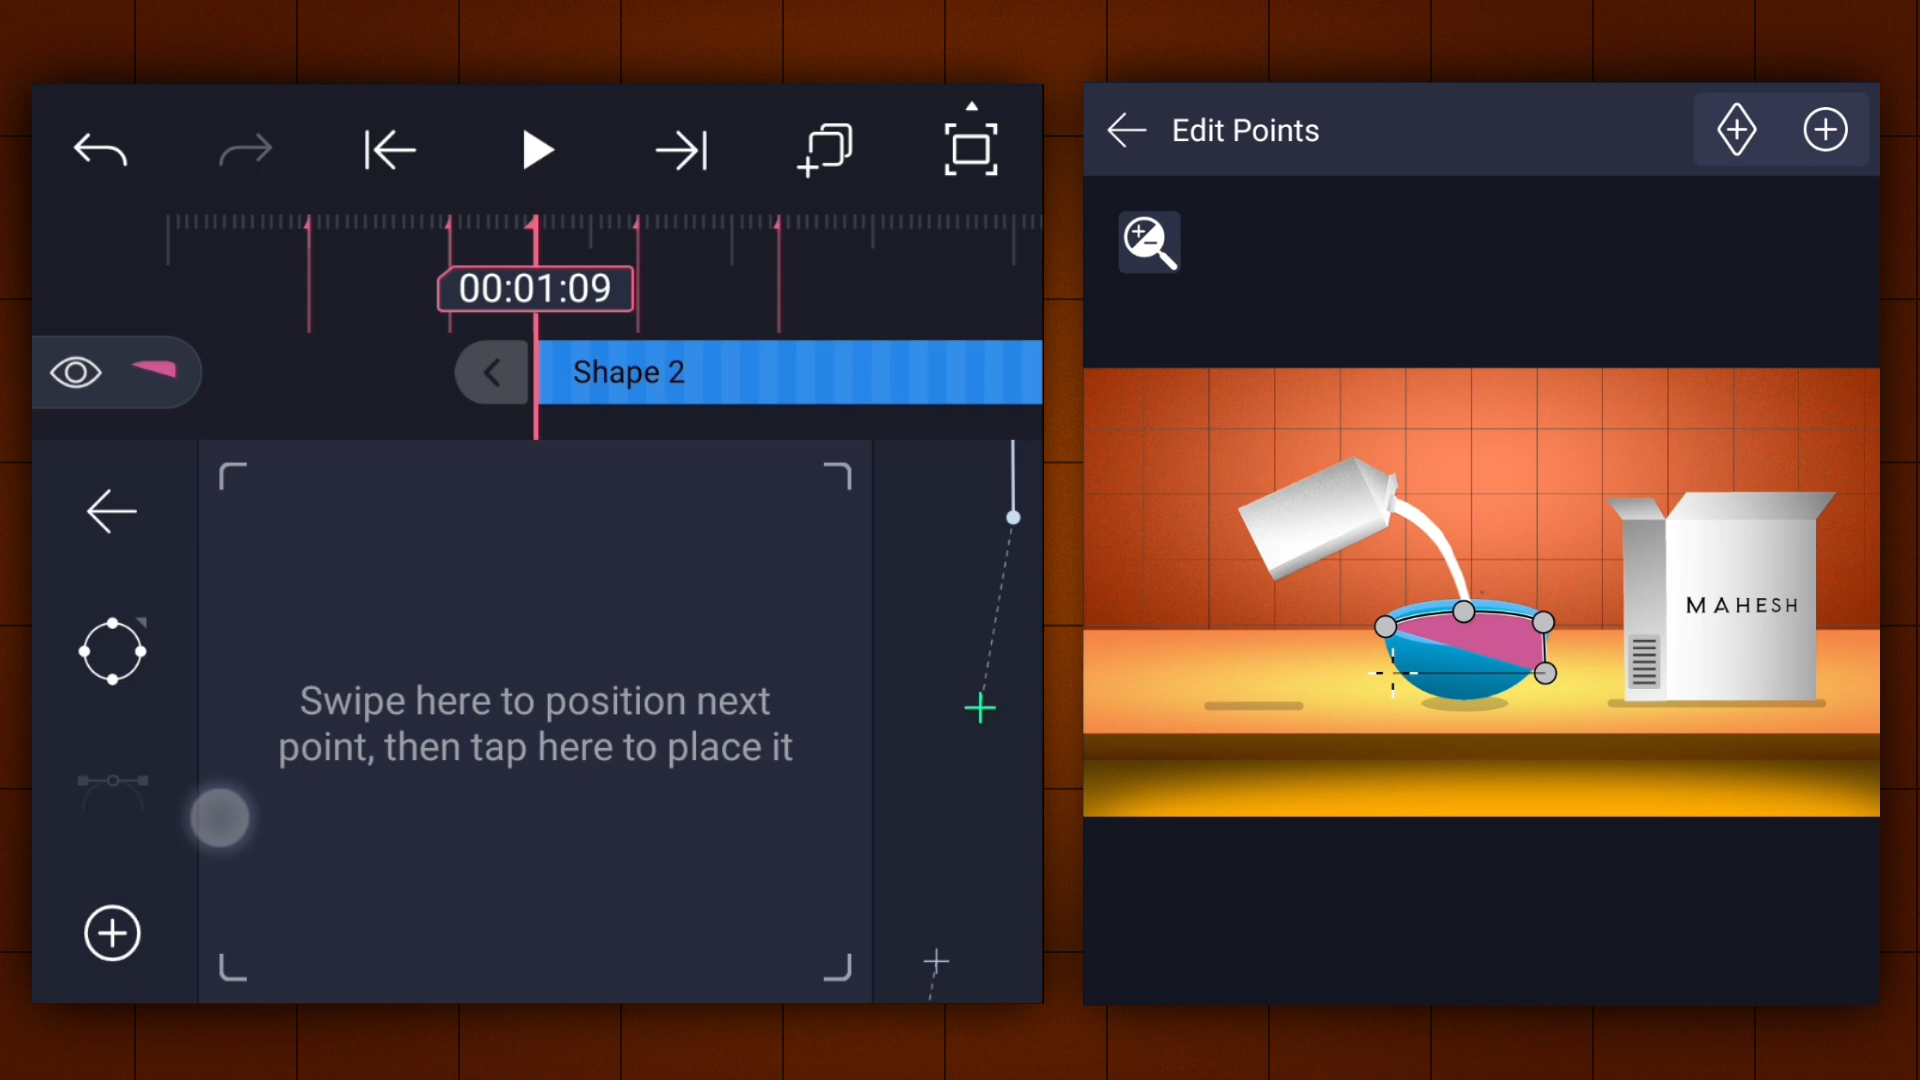 Edit Points
00:01:09
Shape 2
Swipe here to position next
point, then tap here to place it
MAHESH